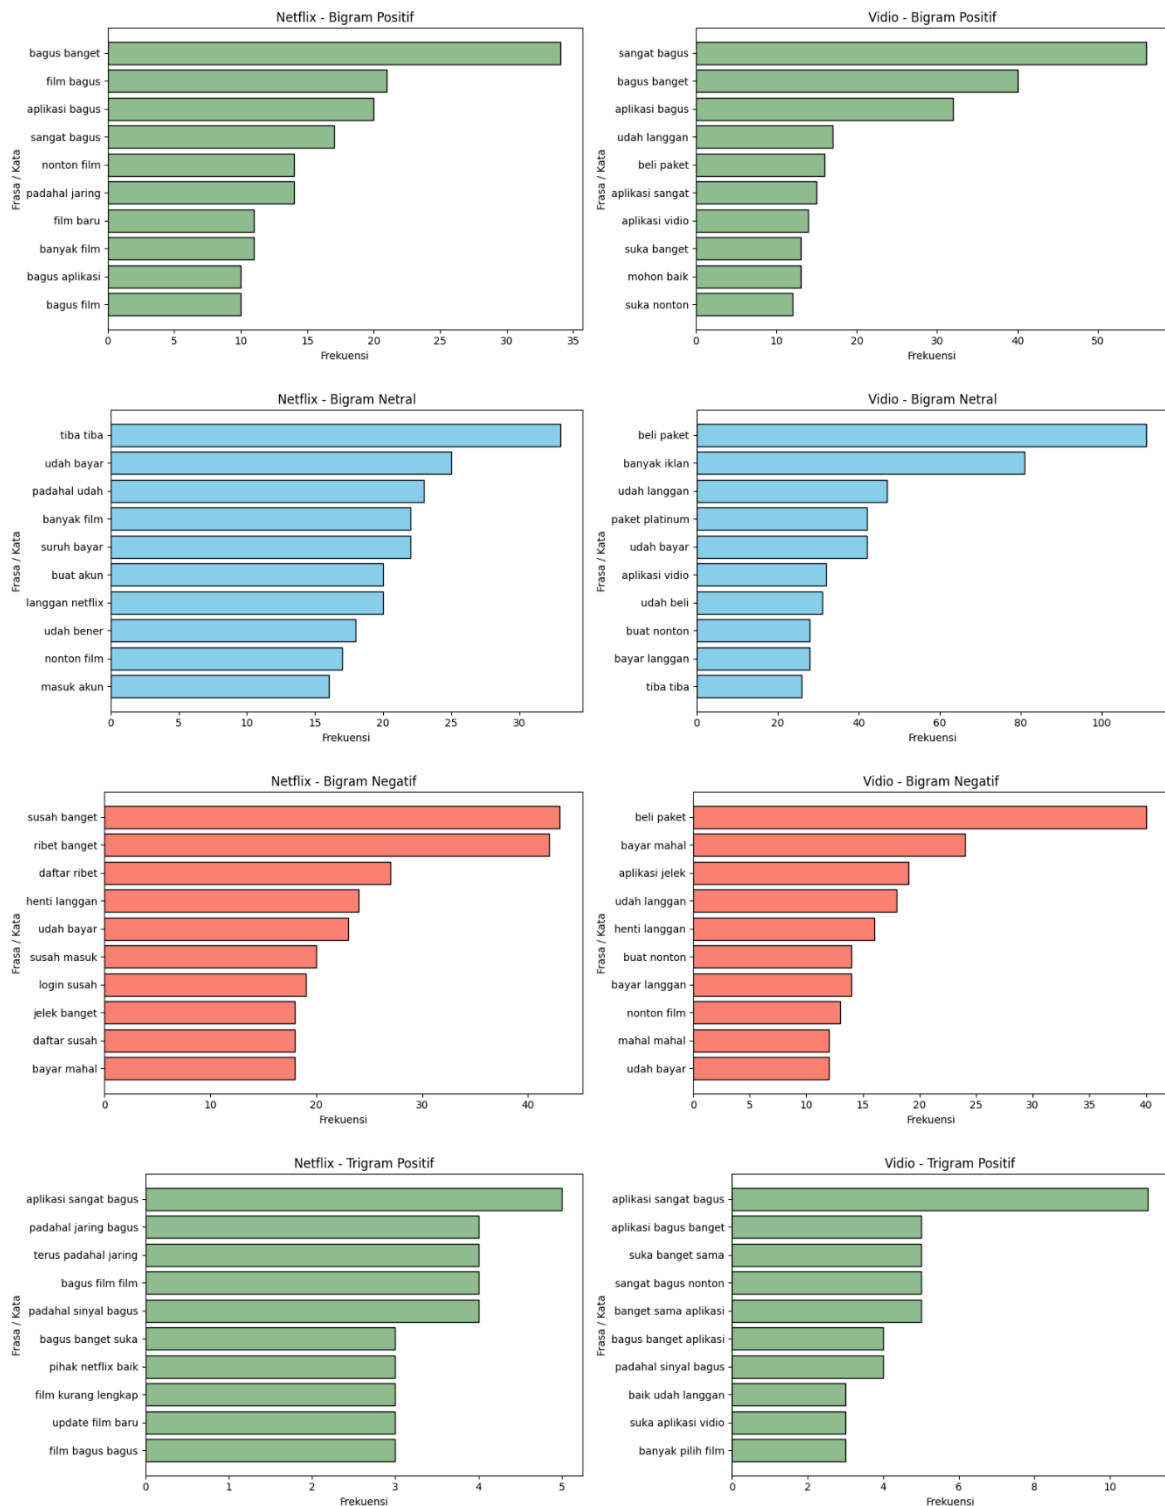 Netflix - Bigram Positif
Frasa / Kata
bagus banget
film bagus
aplikasi bagus
sangat bagus
nonton film
padahal jaring
film baru
banyak film
bagus aplikasi
bagus film
0 5 10 15 20 25 30 35
Frekuensi
Vidio - Bigram Positif
Frasa / Kata
sangat bagus
bagus banget
aplikasi bagus
udah langgan
beli paket
aplikasi sangat
aplikasi vidio
suka banget
mohon baik
suka nonton
0 10 20 30 40 50
Frekuensi
Netflix - Bigram Netral
Frasa / Kata
tiba tiba
udah bayar
padahal udah
banyak film
suruh bayar
buat akun
langgan netflix
udah bener
nonton film
masuk akun
0 5 10 15 20 25 30
Frekuensi
Vidio - Bigram Netral
Frasa / Kata
beli paket
banyak iklan
udah langgan
paket platinum
udah bayar
aplikasi vidio
udah beli
buat nonton
bayar langgan
tiba tiba
0 20 40 60 80 100
Frekuensi
Netflix - Bigram Negatif
Frasa / Kata
susah banget
ribet banget
daftar ribet
henti langgan
udah bayar
susah masuk
login susah
jelek banget
daftar susah
bayar mahal
0 10 20 30 40
Frekuensi
Vidio - Bigram Negatif
Frasa / Kata
beli paket
bayar mahal
aplikasi jelek
udah langgan
henti langgan
buat nonton
bayar langgan
nonton film
mahal mahal
udah bayar
0 5 10 15 20 25 30 35 40
Frekuensi
Netflix - Trigram Positif
Frasa / Kata
aplikasi sangat bagus
padahal jaring bagus
terus padahal jaring
bagus film film
padahal sinyal bagus
bagus banget suka
pihak netflix baik
film kurang lengkap
update film baru
film bagus bagus
0 1 2 3 4 5
Frekuensi
Vidio - Trigram Positif
Frasa / Kata
aplikasi sangat bagus
aplikasi bagus banget
suka banget sama
sangat bagus nonton
banget sama aplikasi
bagus banget aplikasi
padahal sinyal bagus
baik udah langgan
suka aplikasi vidio
banyak pilih film
0 2 4 6 8 10
Frekuensi